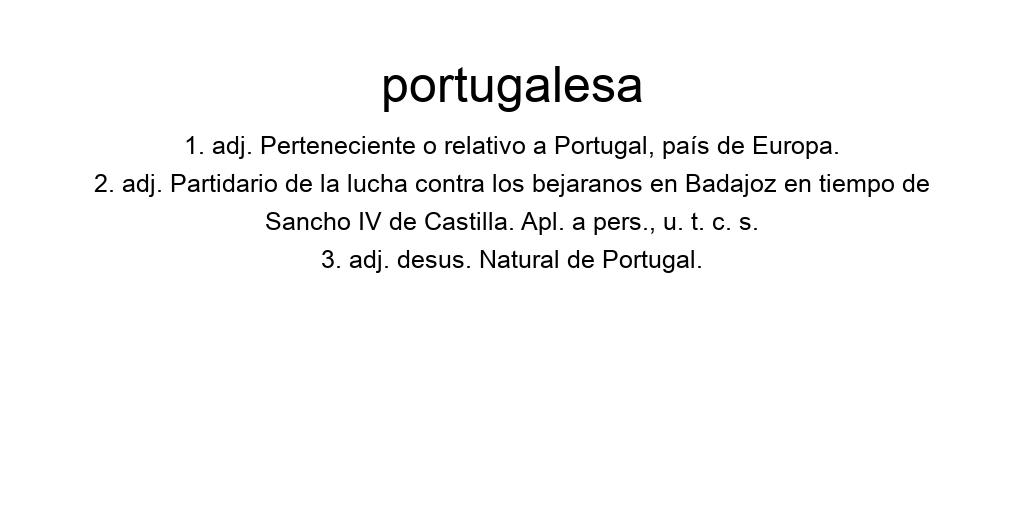 portugalesa
1. adj. Perteneciente o relativo a Portugal, país de Europa.
2. adj. Partidario de la lucha contra los bejaranos en Badajoz en tiempo de
Sancho IV de Castilla. Apl. a pers., u. t. c. s.
3. adj. desus. Natural de Portugal.